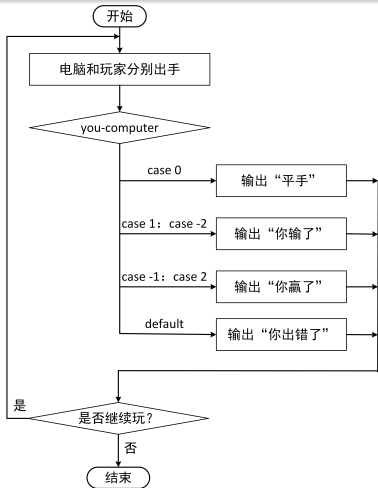 开始
电脑和玩家分别出手
you-computer
case 0
输出“平手”
case 1：case -2
输出“你输了”
case -1：case 2
输出“你赢了”
default
输出“你出错了”
是
是否继续玩？
否
结束